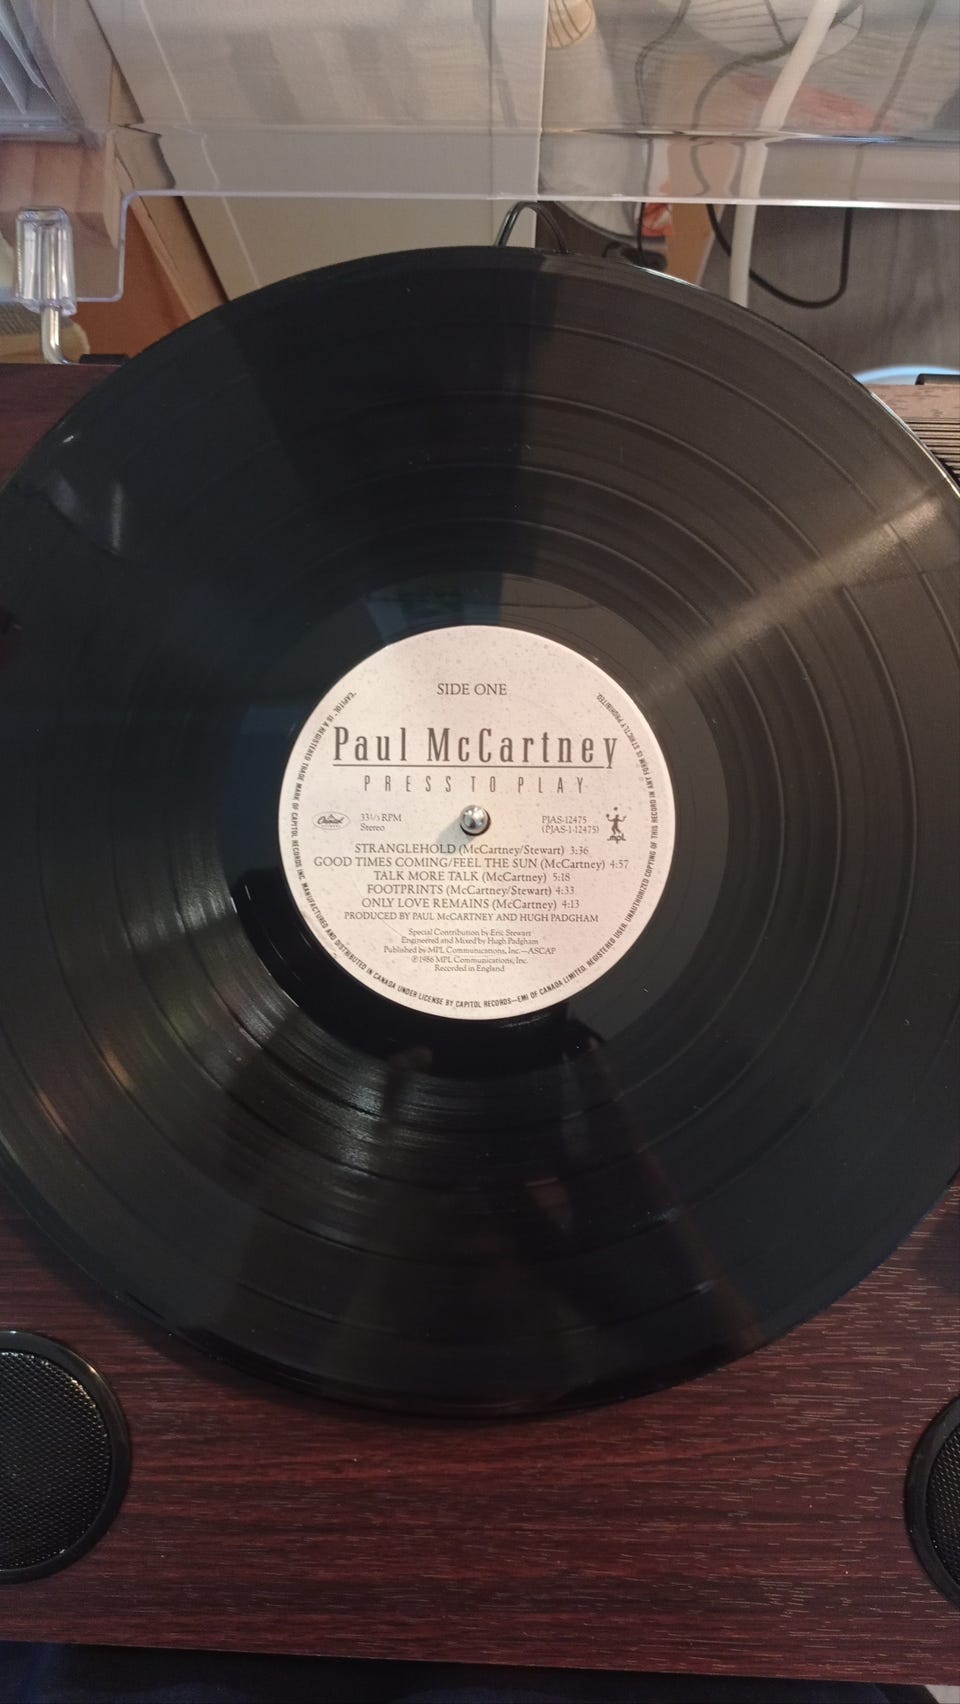 SIDE ONE
Paul McCartney
PRESS TO PLAY
Capitol
33⅓ RPM
Stereo
PJAS-12475
(PJAS-1-12475)
MPL
STRANGLEHOLD (McCartney/Stewart) 3:36
GOOD TIMES COMING/FEEL THE SUN (McCartney) 4:57
TALK MORE TALK (McCartney) 5:18
FOOTPRINTS (McCartney/Stewart) 4:33
ONLY LOVE REMAINS (McCartney) 4:13
PRODUCED BY PAUL McCARTNEY AND HUGH PADGHAM
Special Contribution by Eric Stewart
Engineered and Mixed by Hugh Padgham
Published by MPL Communications, Inc.—ASCAP
℗1986 MPL Communications, Inc.
Recorded in England
"CAPITOL" IS A REGISTERED TRADE MARK OF CAPITOL RECORDS, INC. MANUFACTURED AND DISTRIBUTED IN CANADA UNDER LICENSE BY CAPITOL RECORDS—EMI OF CANADA LIMITED, REGISTERED USER. UNAUTHORIZED COPYING OF THIS RECORD IN ANY FORM IS STRICTLY PROHIBITED.